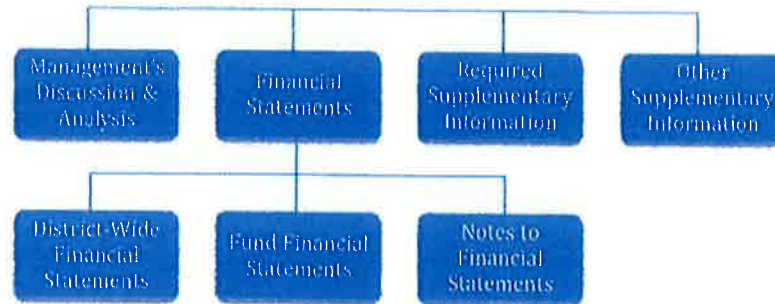 Management's
Discussion &
Analysis
Financial
Statements
Required
Supplementary
Information
Other
Supplementary
Information
District-Wide
Financial
Statements
Fund Financial
Statements
Notes to
Financial
Statements